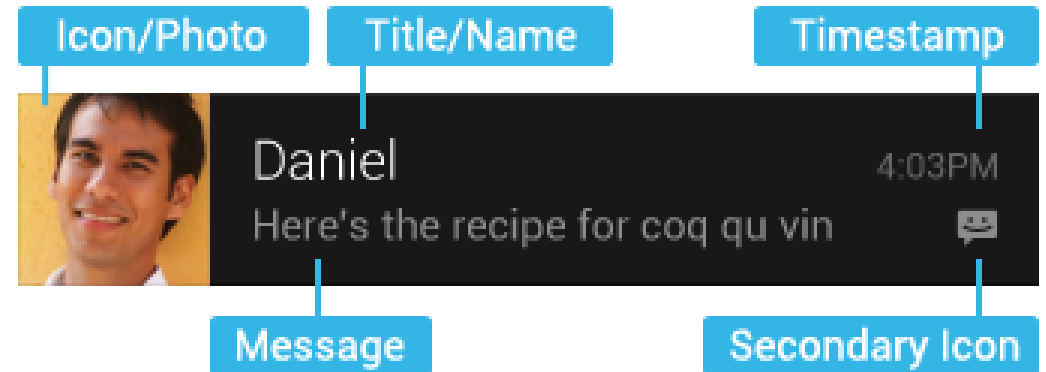 Icon/Photo
Title/Name
Timestamp
Daniel
4:03PM
Here's the recipe for coq qu vin
Message
Secondary Icon